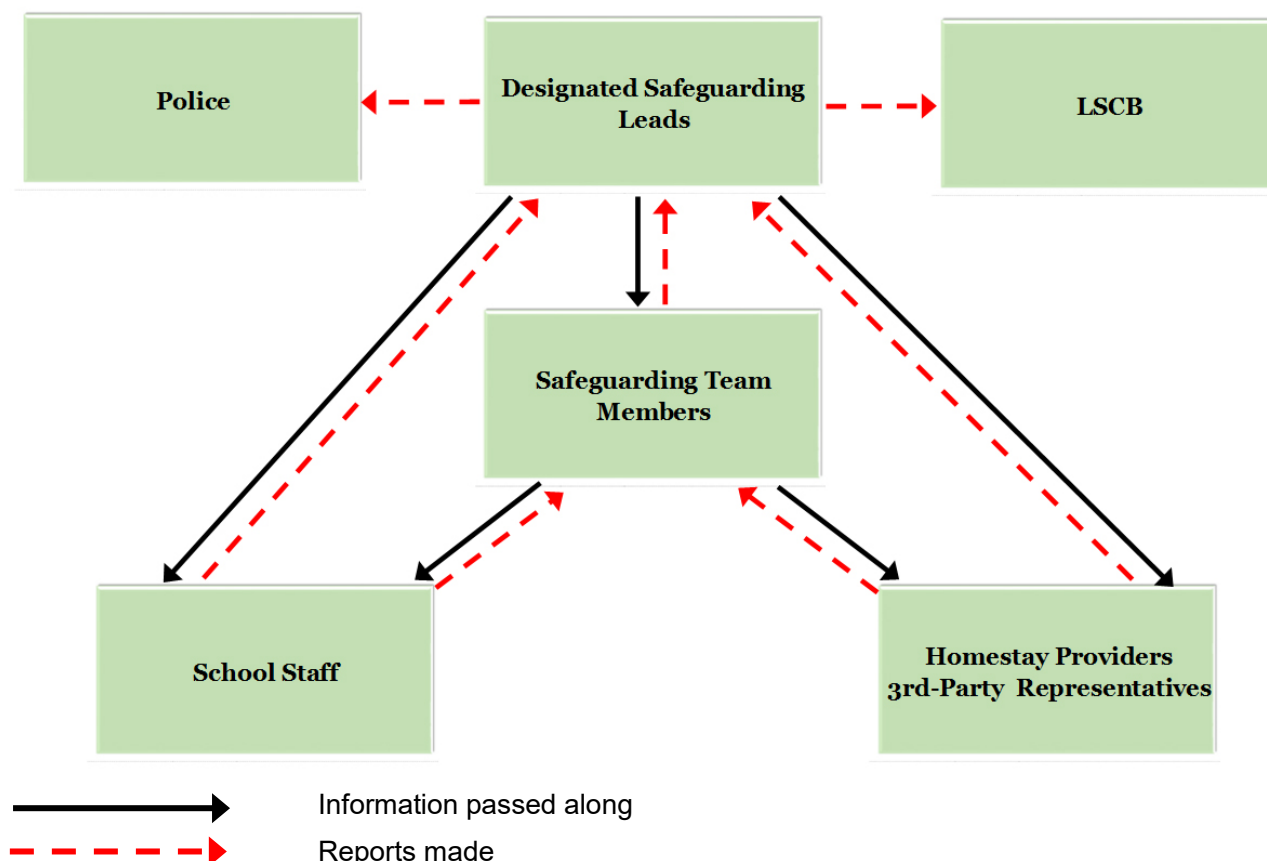 Police
Designated Safeguarding
Leads
LSCB
Safeguarding Team
Members
School Staff
Homestay Providers
3rd-Party Representatives
Information passed along
Reports made